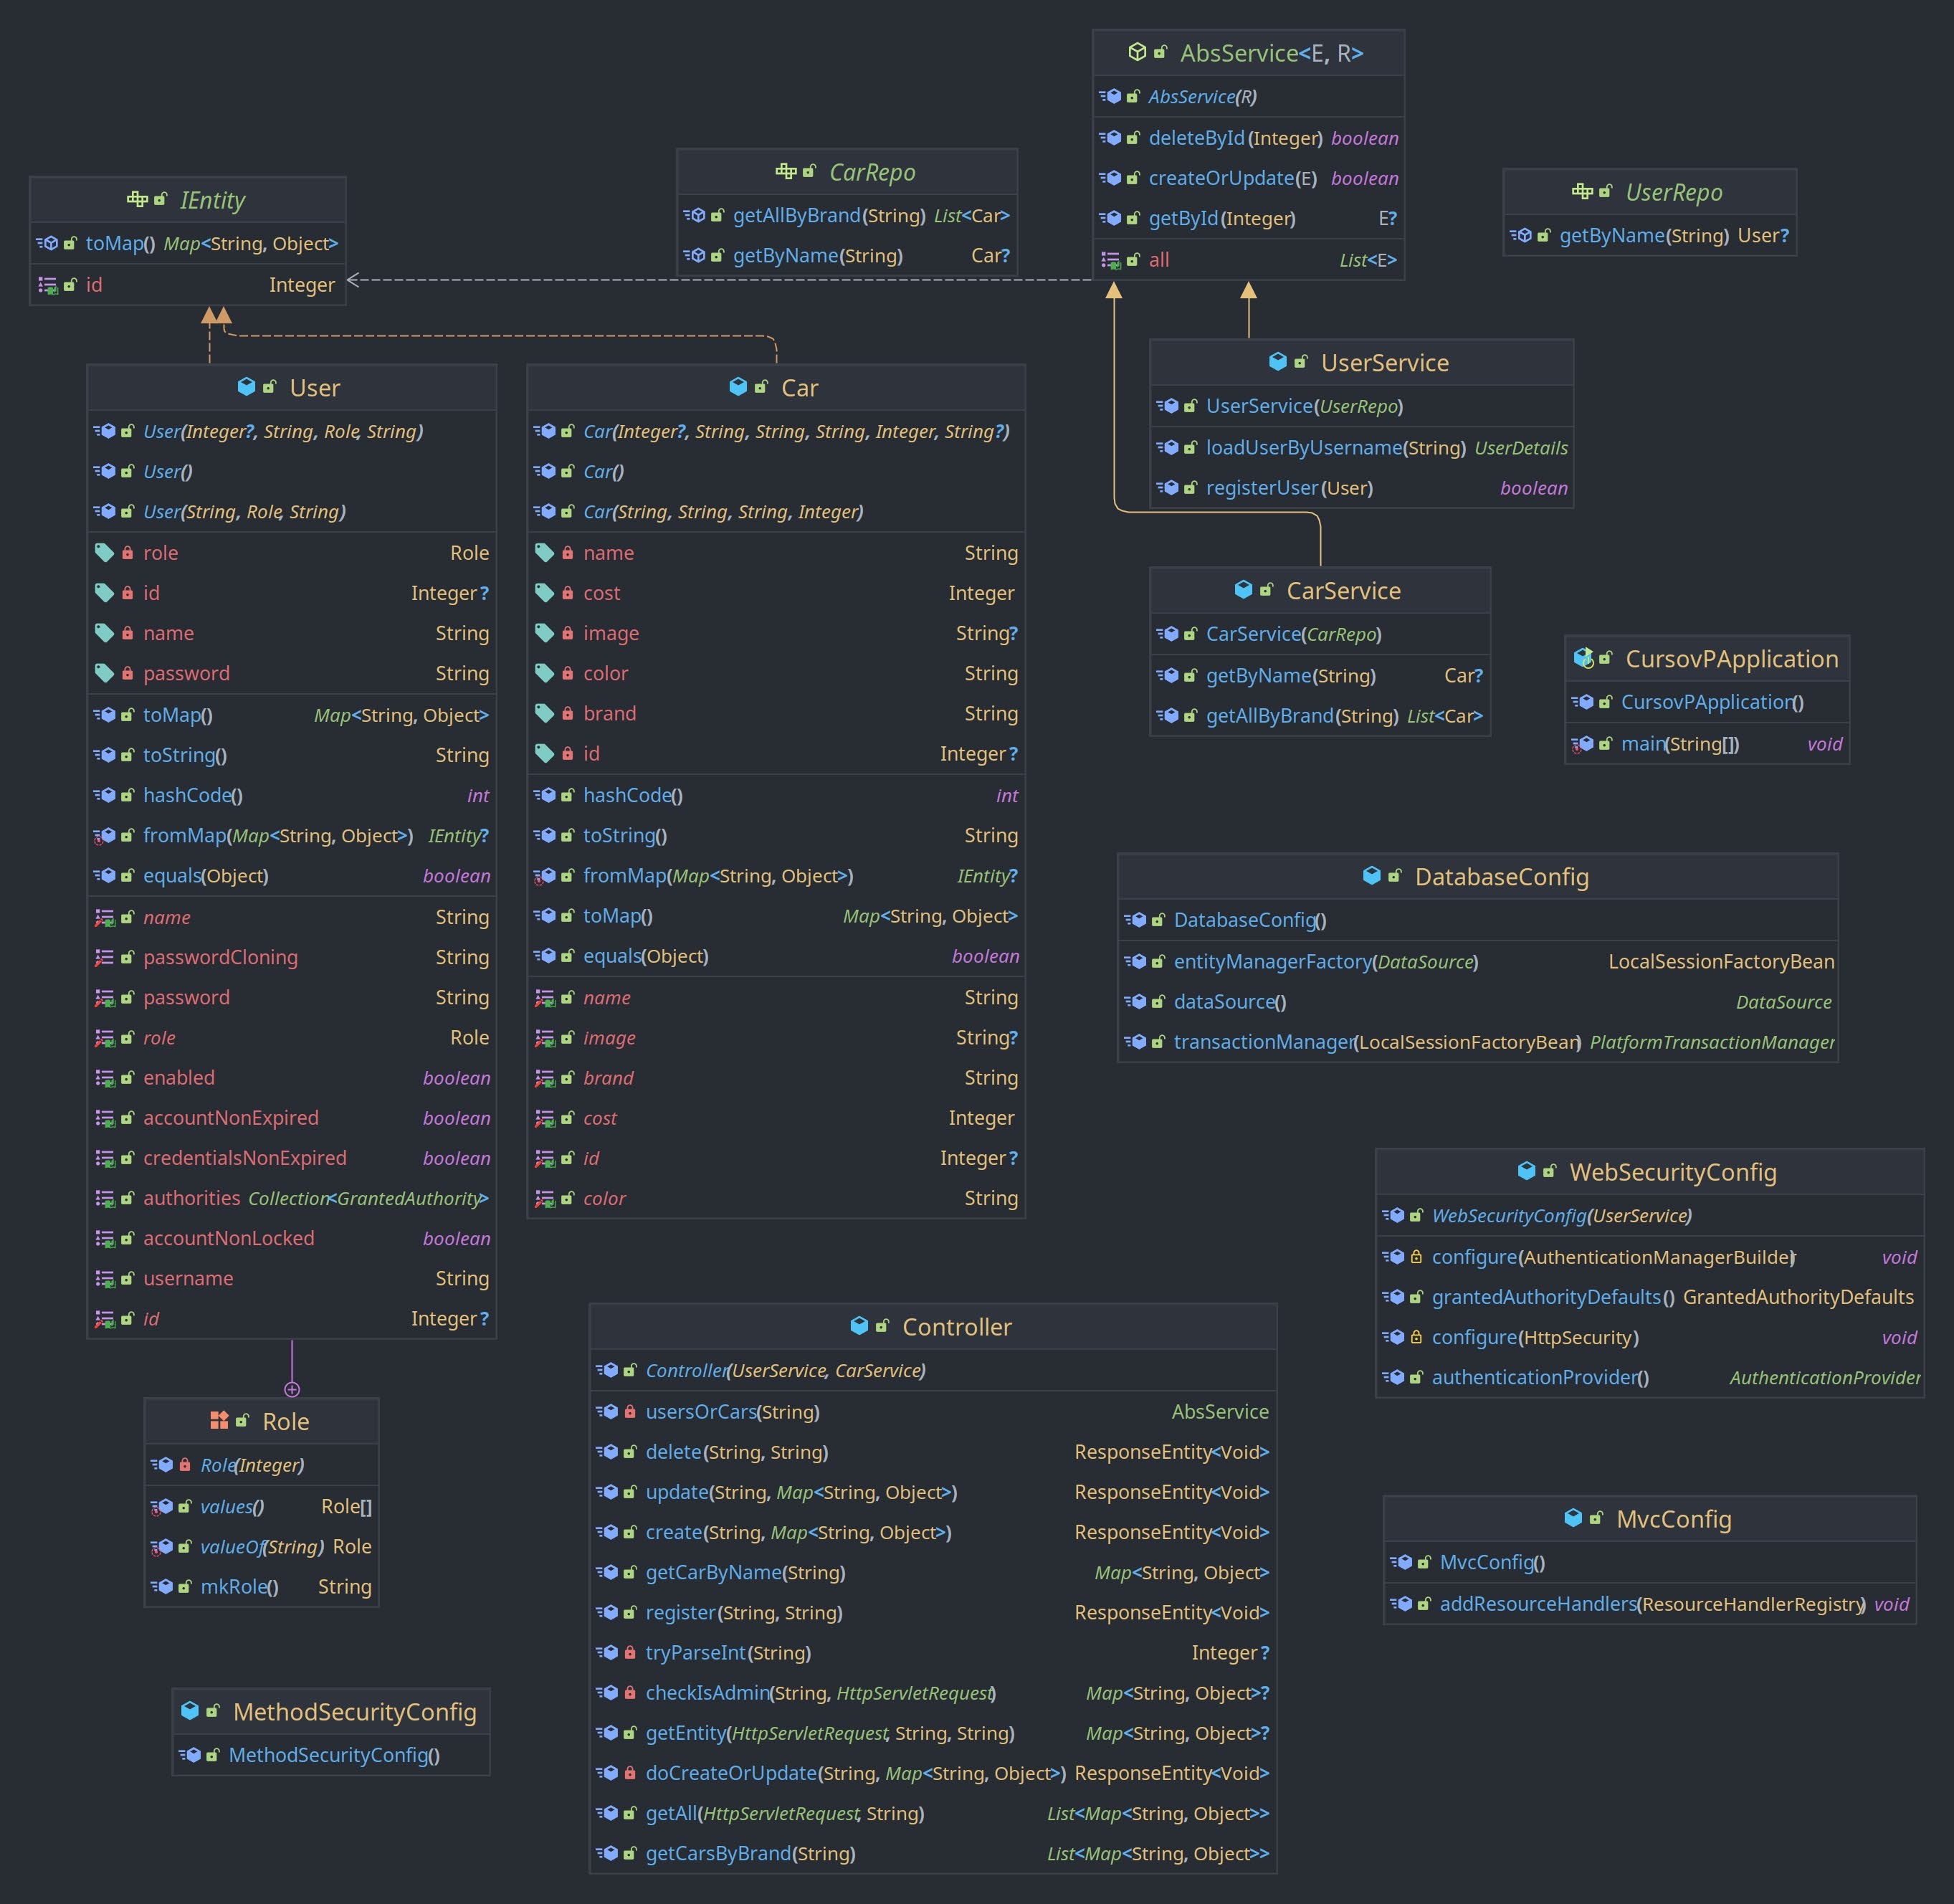 AbsService<E, R>
AbsService(R)
deleteById(Integer) boolean
createOrUpdate(E) boolean
getById(Integer) E?
all List<E>
CarRepo
getAllByBrand(String) List<Car>
getByName(String) Car?
UserRepo
getByName(String) User?
IEntity
toMap() Map<String, Object>
id Integer
User
User(Integer?, String, Role, String)
User()
User(String, Role, String)
role Role
id Integer?
name String
password String
toMap() Map<String, Object>
toString() String
hashCode() int
fromMap(Map<String, Object>) IEntity?
equals(Object) boolean
name String
passwordCloning String
password String
role Role
enabled boolean
accountNonExpired boolean
credentialsNonExpired boolean
authorities Collection<GrantedAuthority>
accountNonLocked boolean
username String
id Integer?
Car
Car(Integer?, String, String, String, Integer, String?)
Car()
Car(String, String, String, Integer)
name String
cost Integer
image String?
color String
brand String
id Integer?
hashCode() int
toString() String
fromMap(Map<String, Object>) IEntity?
toMap() Map<String, Object>
equals(Object) boolean
name String
image String?
brand String
cost Integer
id Integer?
color String
UserService
UserService(UserRepo)
loadUserByUsername(String) UserDetails
registerUser(User) boolean
CarService
CarService(CarRepo)
getByName(String) Car?
getAllByBrand(String) List<Car>
CursovPApplication
CursovPApplication()
main(String[]) void
DatabaseConfig
DatabaseConfig()
entityManagerFactory(DataSource) LocalSessionFactoryBean
dataSource() DataSource
transactionManager(LocalSessionFactoryBean) PlatformTransactionManager
WebSecurityConfig
WebSecurityConfig(UserService)
configure(AuthenticationManagerBuilder) void
grantedAuthorityDefaults() GrantedAuthorityDefaults
configure(HttpSecurity) void
authenticationProvider() AuthenticationProvider
Controller
Controller(UserService, CarService)
usersOrCars(String) AbsService
delete(String, String) ResponseEntity<Void>
update(String, Map<String, Object>) ResponseEntity<Void>
create(String, Map<String, Object>) ResponseEntity<Void>
getCarByName(String) Map<String, Object>
register(String, String) ResponseEntity<Void>
tryParseInt(String) Integer?
checkIsAdmin(String, HttpServletRequest) Map<String, Object>?
getEntity(HttpServletRequest, String, String) Map<String, Object>?
doCreateOrUpdate(String, Map<String, Object>) ResponseEntity<Void>
getAll(HttpServletRequest, String) List<Map<String, Object>>
getCarsByBrand(String) List<Map<String, Object>>
Role
Role(Integer)
values() Role[]
valueOf(String) Role
mkRole() String
MvcConfig
MvcConfig()
addResourceHandlers(ResourceHandlerRegistry) void
MethodSecurityConfig
MethodSecurityConfig()